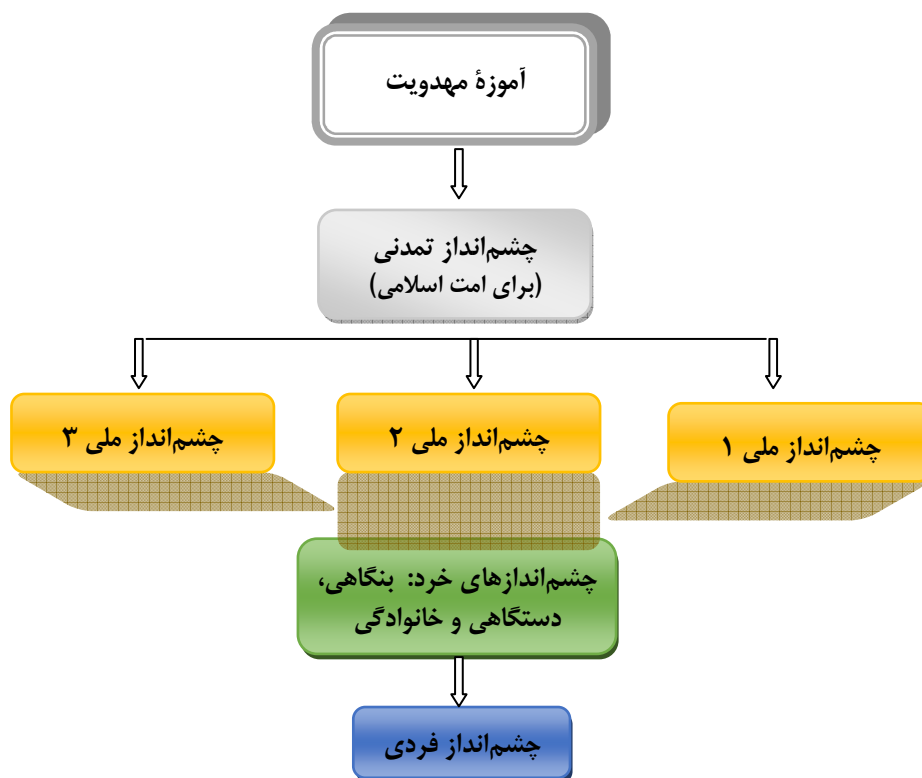 آموزۀ مهدویت
چشم‌انداز تمدنی
(برای امت اسلامی)
چشم‌انداز ملی ۱
چشم‌انداز ملی ۲
چشم‌انداز ملی ۳
چشم‌اندازهای خرد: بنگاهی،
دستگاهی و خانوادگی
چشم‌انداز فردی